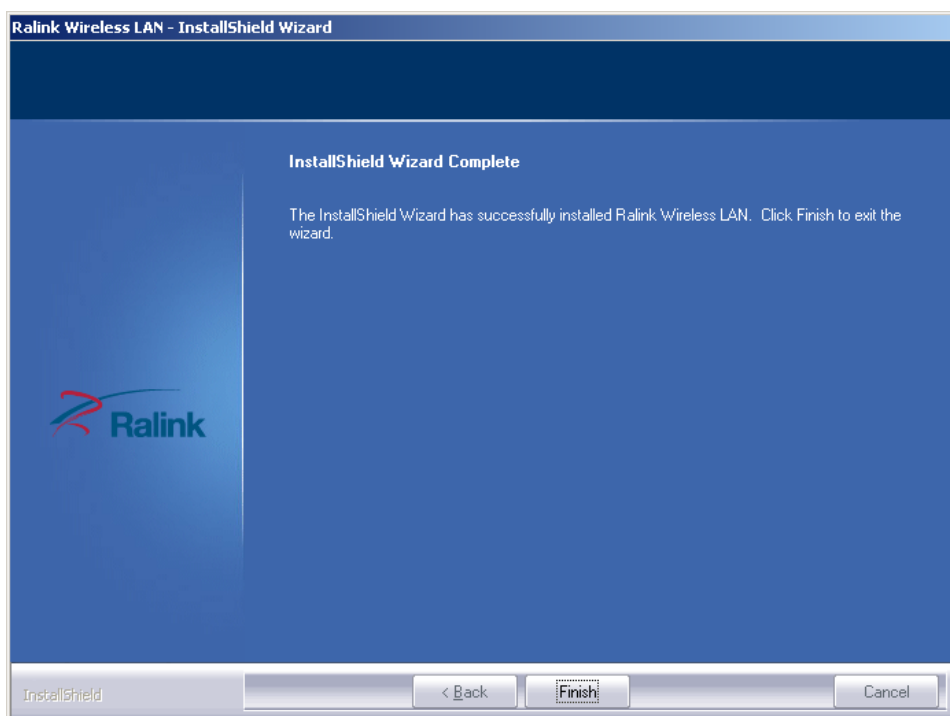 Ralink Wireless LAN - InstallShield Wizard
InstallShield Wizard Complete
The InstallShield Wizard has successfully installed Ralink Wireless LAN. Click Finish to exit the
wizard.
Ralink
InstallShield
< Back
Finish
Cancel